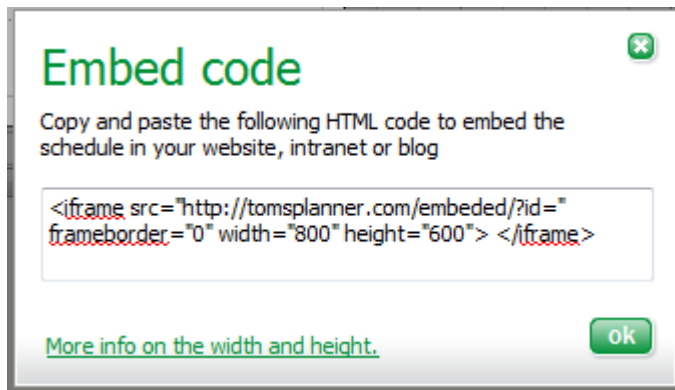 Embed code
Copy and paste the following HTML code to embed the
schedule in your website, intranet or blog
<iframe src="http://tomsplanner.com/embeded/?id="
frameborder="0" width="800" height="600"> </iframe>
More info on the width and height.
ok